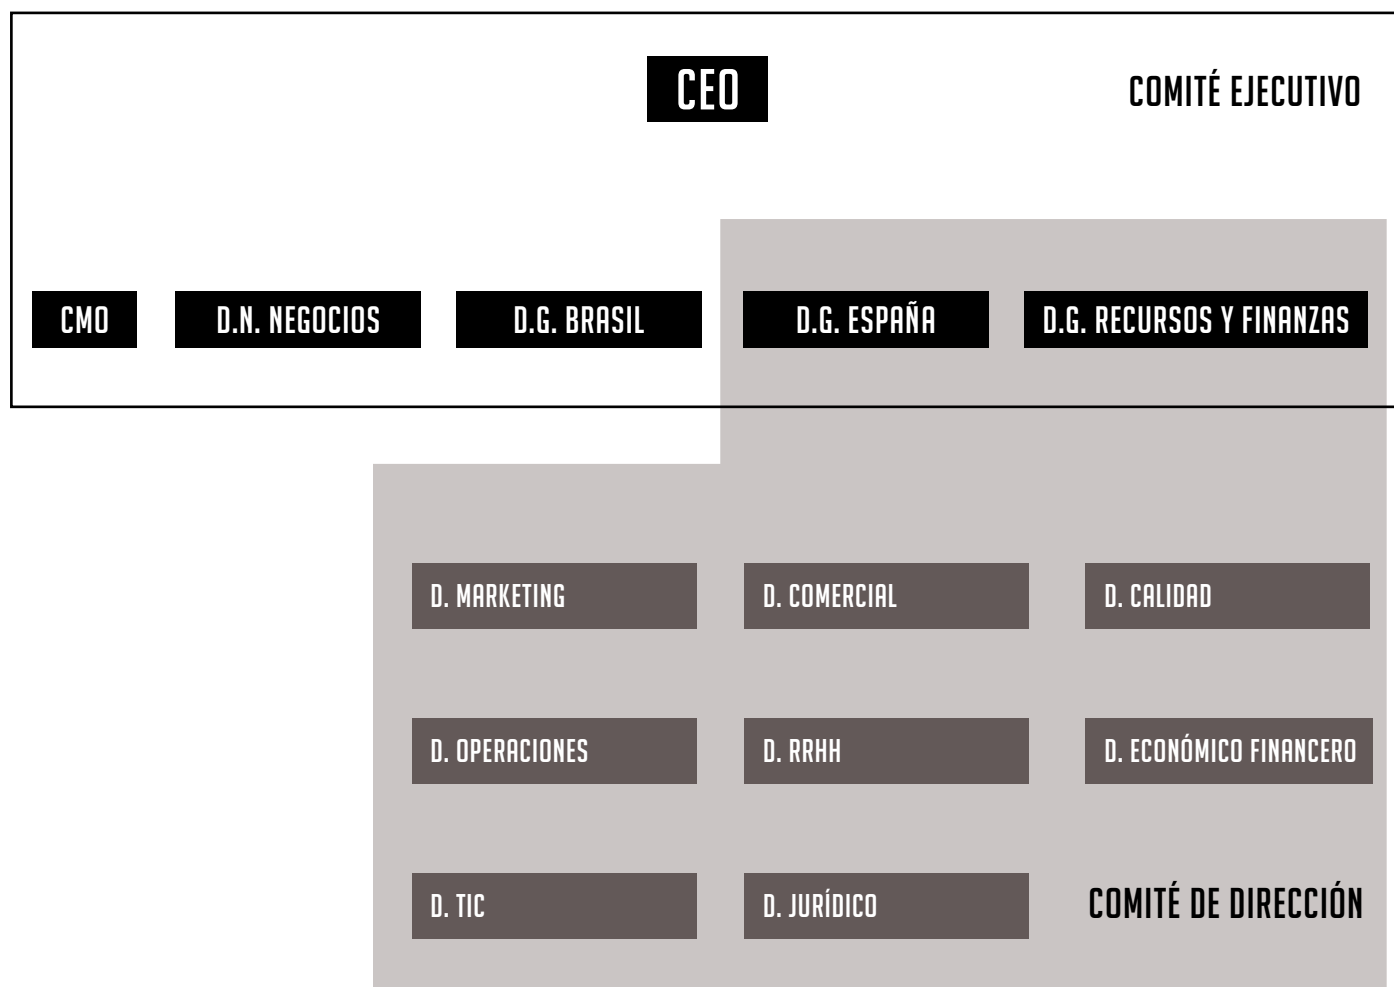 CEO
COMITÉ EJECUTIVO
CMO
D.N. NEGOCIOS
D.G. BRASIL
D.G. ESPAÑA
D.G. RECURSOS Y FINANZAS
D. MARKETING
D. COMERCIAL
D. CALIDAD
D. OPERACIONES
D. RRHH
D. ECONÓMICO FINANCERO
D. TIC
D. JURÍDICO
COMITÉ DE DIRECCIÓN